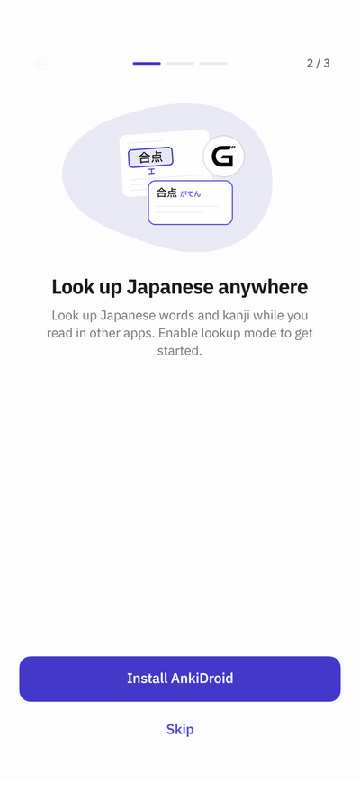 2 / 3
合点
G
合点 がてん
Look up Japanese anywhere
Look up Japanese words and kanji while you
read in other apps. Enable lookup mode to get
started.
Install AnkiDroid
Skip